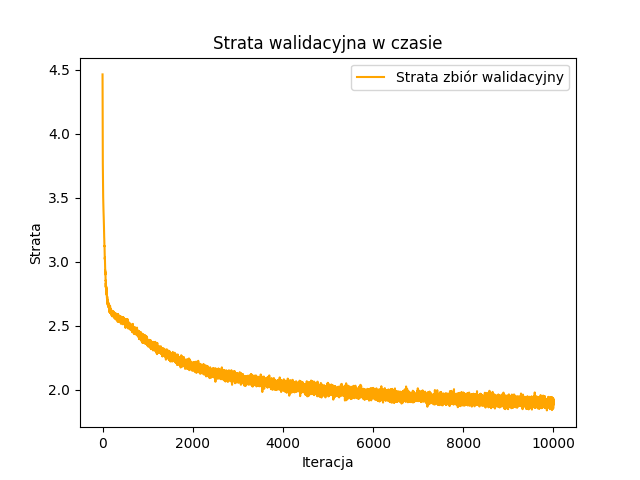 Strata walidacyjna w czasie
Strata zbiór walidacyjny
4.5
4.0
3.5
3.0
2.5
2.0
Strata
0 2000 4000 6000 8000 10000
Iteracja